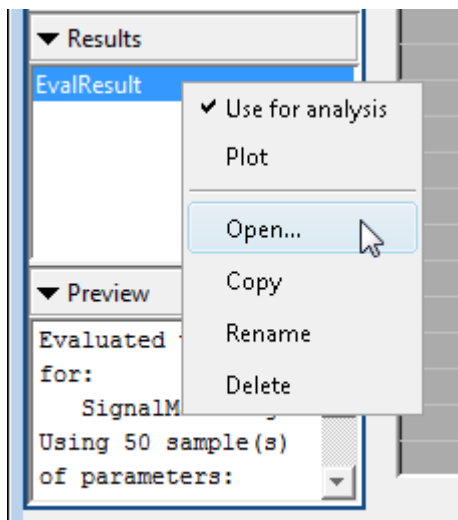 Results
EvalResult
Use for analysis
Plot
Open...
Copy
Rename
Delete
Preview
Evaluated
for:
SignalM
Using 50 sample(s)
of parameters: